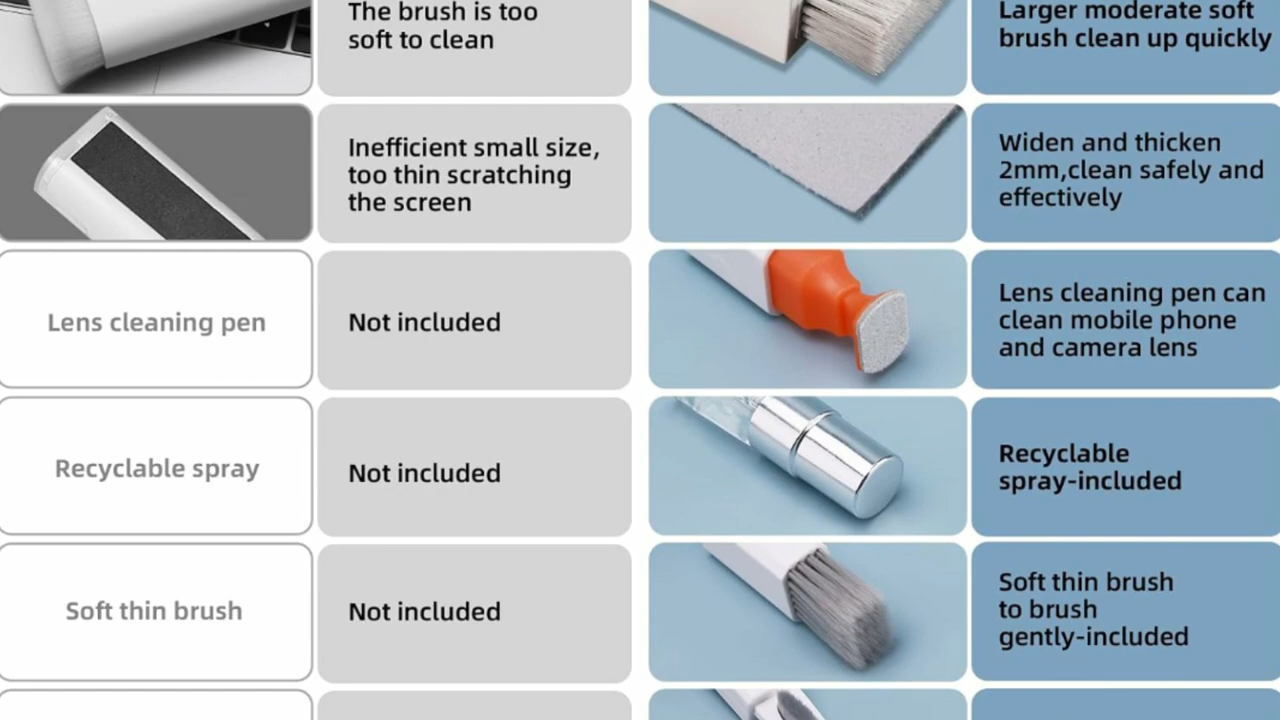 The brush is too
soft to clean
Larger moderate soft
brush clean up quickly
Inefficient small size,
too thin scratching
the screen
Widen and thicken
2mm,clean safely and
effectively
Lens cleaning pen
Not included
Lens cleaning pen can
clean mobile phone
and camera lens
Recyclable spray
Not included
Recyclable
spray-included
Soft thin brush
Not included
Soft thin brush
to brush
gently-included